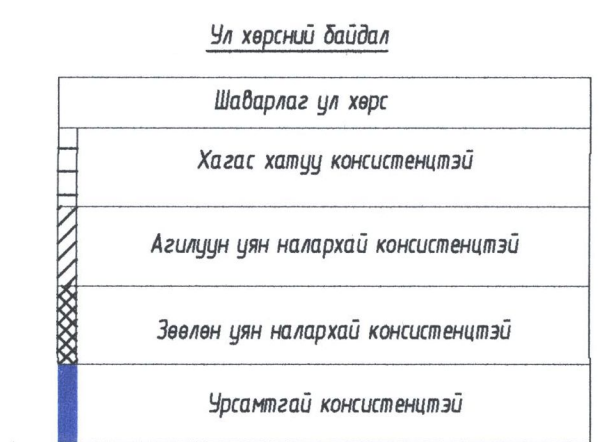 Ул хөрсний байдал
Шаварлаг ул хөрс
Хагас хатуу консистенцтэй
Агилуун уян налархай консистенцтэй
Зөөлөн уян налархай консистенцтэй
Урсамтгай консистенцтэй